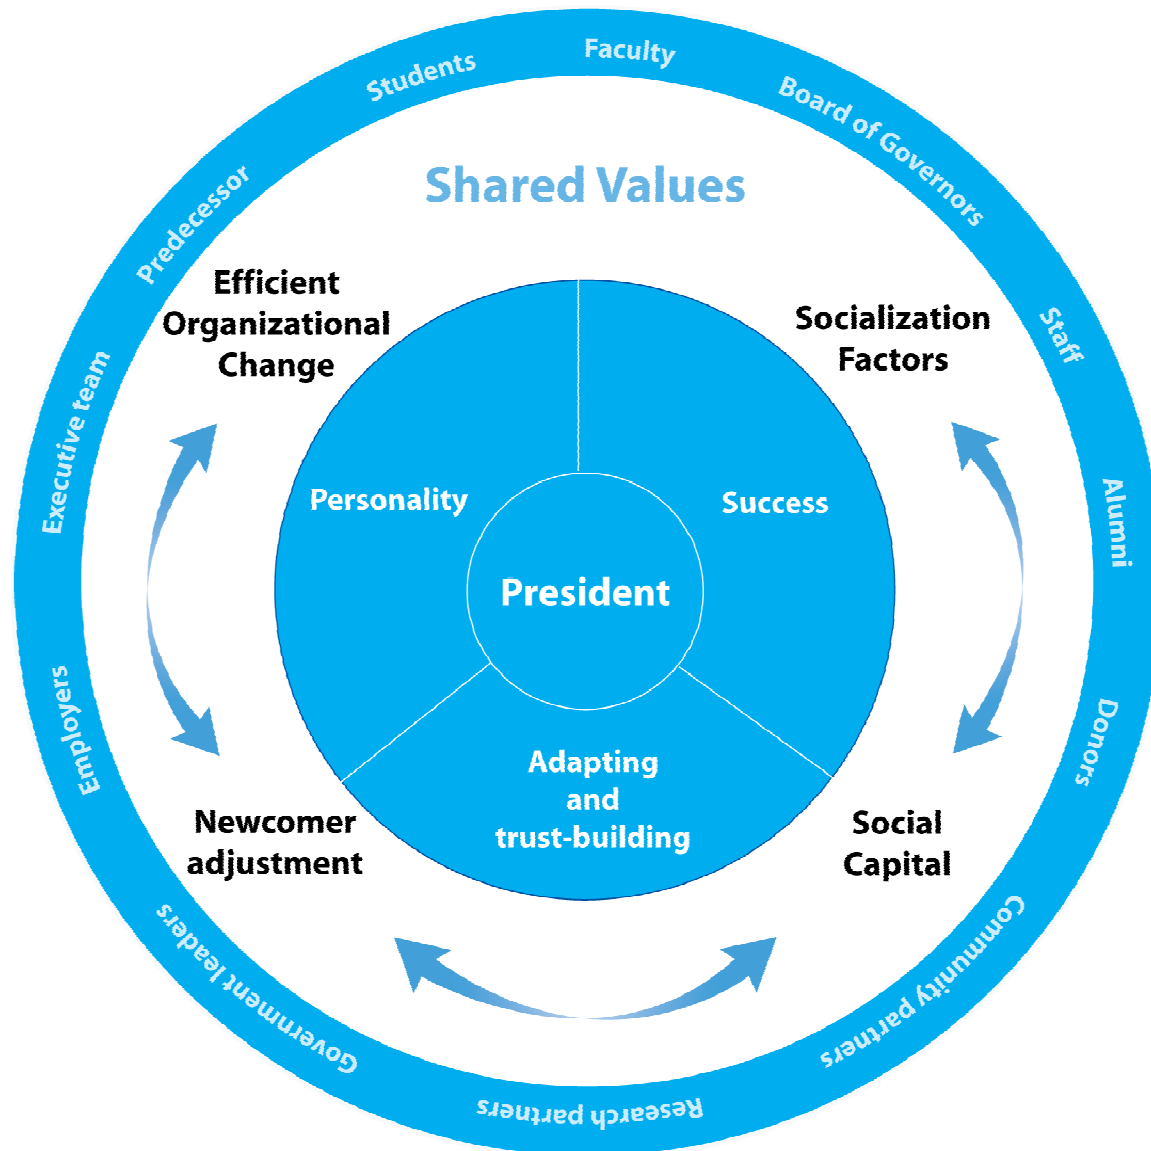 Faculty
Board of Governors
Staff
Alumni
Donors
Community partners
Research partners
Government leaders
Employers
Executive team
Predecessor
Students
Shared Values
Efficient
Organizational
Change
Socialization
Factors
Newcomer
adjustment
Social
Capital
Personality
Success
President
Adapting
and
trust-building